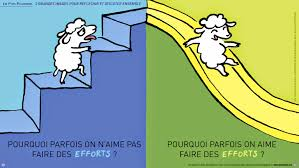 POURQUOI PARFOIS ON N'AIME PAS
FAIRE DES EFFORTS ?
POURQUOI PARFOIS ON AIME
FAIRE DES EFFORTS ?